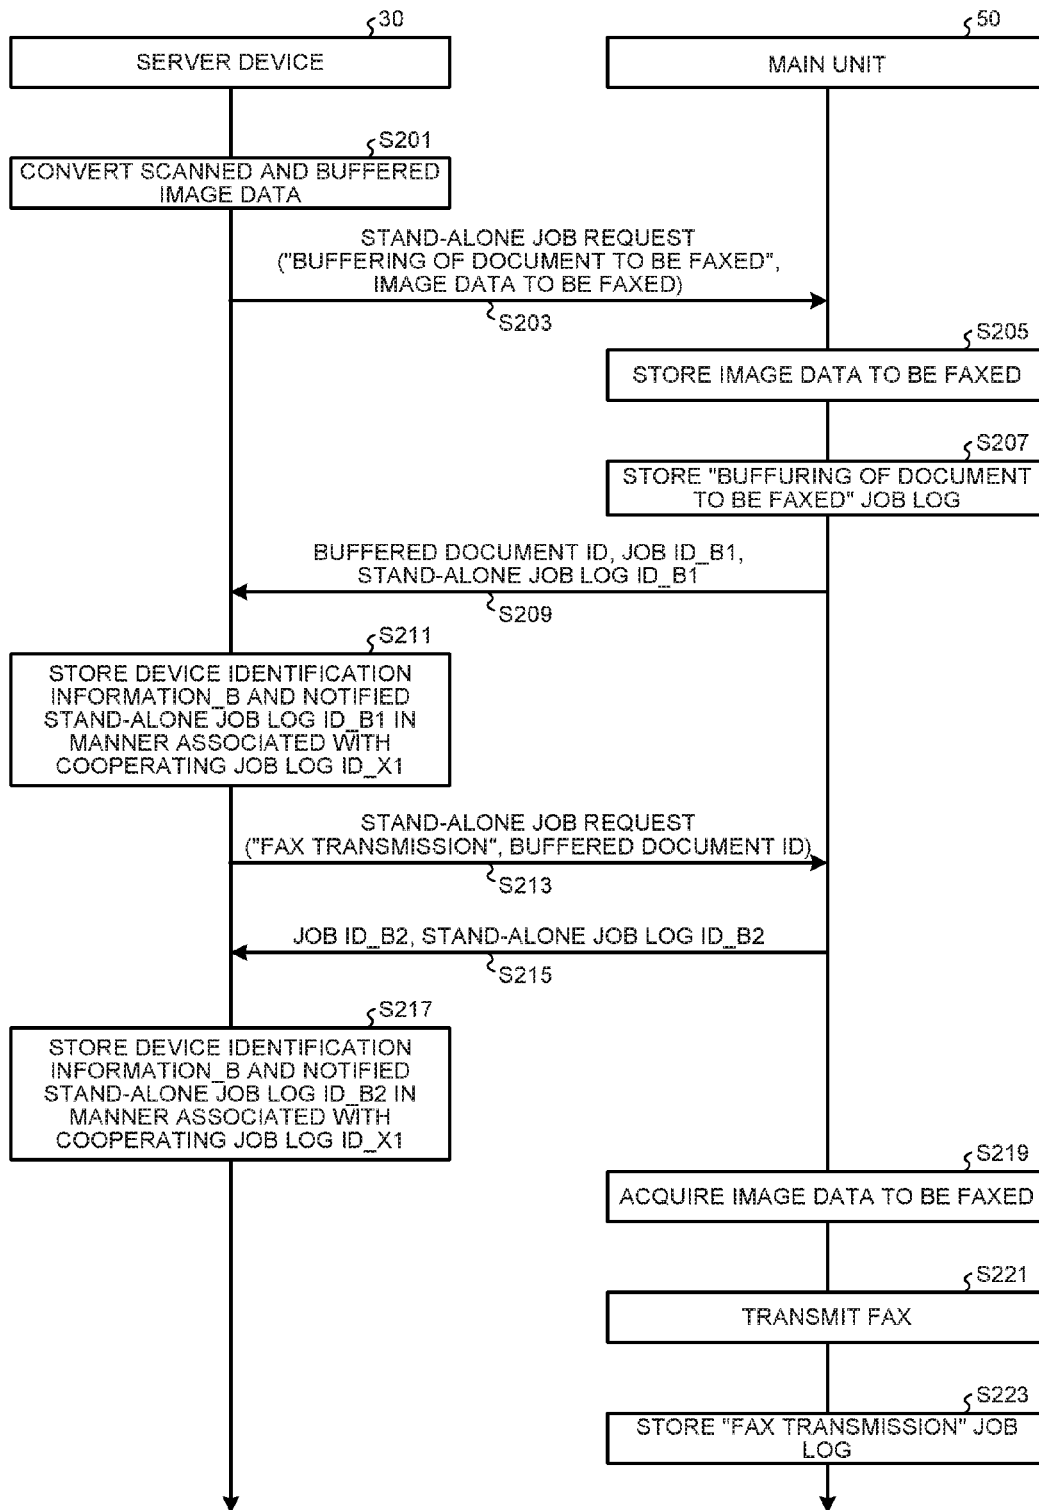 30
SERVER DEVICE
50
MAIN UNIT
S201
CONVERT SCANNED AND BUFFERED
IMAGE DATA
STAND-ALONE JOB REQUEST
("BUFFERING OF DOCUMENT TO BE FAXED",
IMAGE DATA TO BE FAXED)
S203
S205
STORE IMAGE DATA TO BE FAXED
S207
STORE "BUFFURING OF DOCUMENT
TO BE FAXED" JOB LOG
BUFFERED DOCUMENT ID, JOB ID_B1,
STAND-ALONE JOB LOG ID_B1
S209
S211
STORE DEVICE IDENTIFICATION
INFORMATION_B AND NOTIFIED
STAND-ALONE JOB LOG ID_B1 IN
MANNER ASSOCIATED WITH
COOPERATING JOB LOG ID_X1
STAND-ALONE JOB REQUEST
("FAX TRANSMISSION", BUFFERED DOCUMENT ID)
S213
JOB ID_B2, STAND-ALONE JOB LOG ID_B2
S215
S217
STORE DEVICE IDENTIFICATION
INFORMATION_B AND NOTIFIED
STAND-ALONE JOB LOG ID_B2 IN
MANNER ASSOCIATED WITH
COOPERATING JOB LOG ID_X1
S219
ACQUIRE IMAGE DATA TO BE FAXED
S221
TRANSMIT FAX
S223
STORE "FAX TRANSMISSION" JOB
LOG